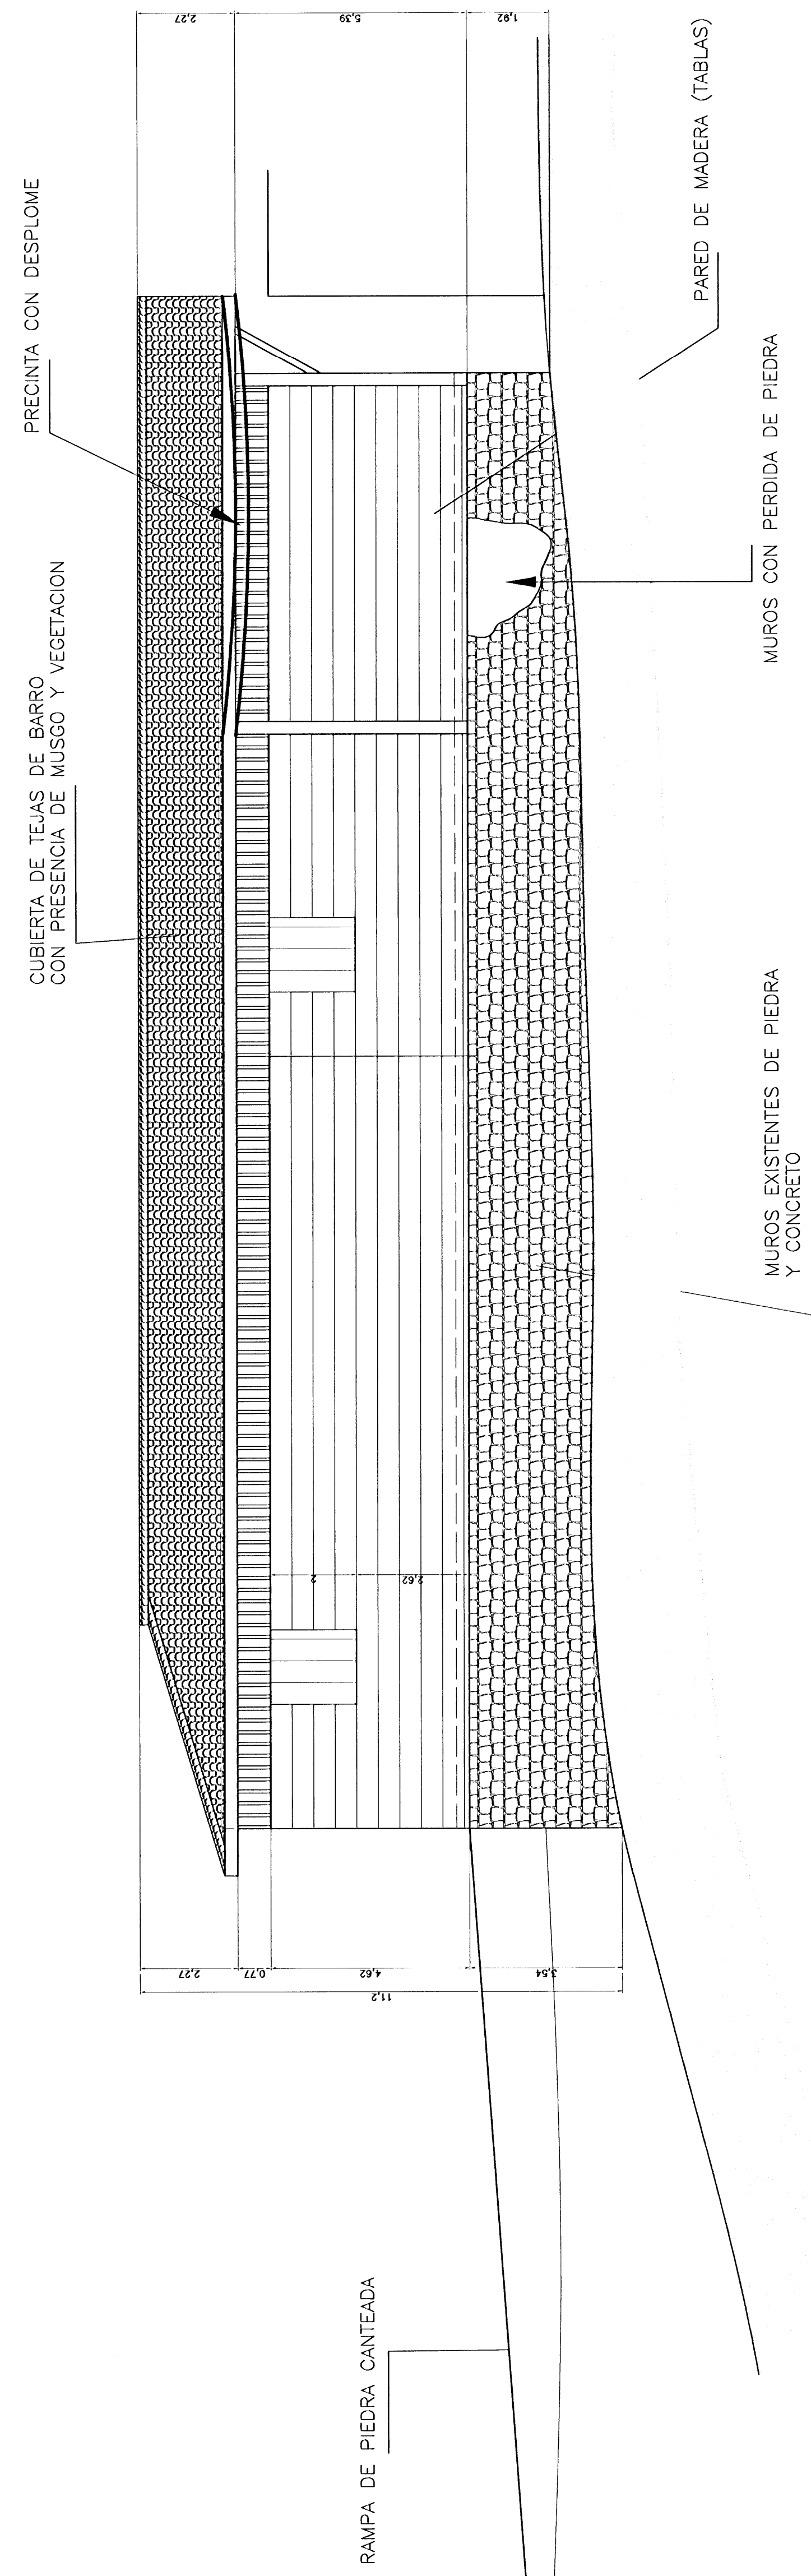 PRECINTA CON DESPLOME
CUBIERTA DE TEJAS DE BARRO
CON PRESENCIA DE MUSGO Y VEGETACION
RAMPA DE PIEDRA CANTEADA
PARED DE MADERA (TABLAS)
MUROS CON PERDIDA DE PIEDRA
MUROS EXISTENTES DE PIEDRA
Y CONCRETO
2,27
5,39
1,92
2
2,62
2,27
0,77
4,62
3,54
11,2